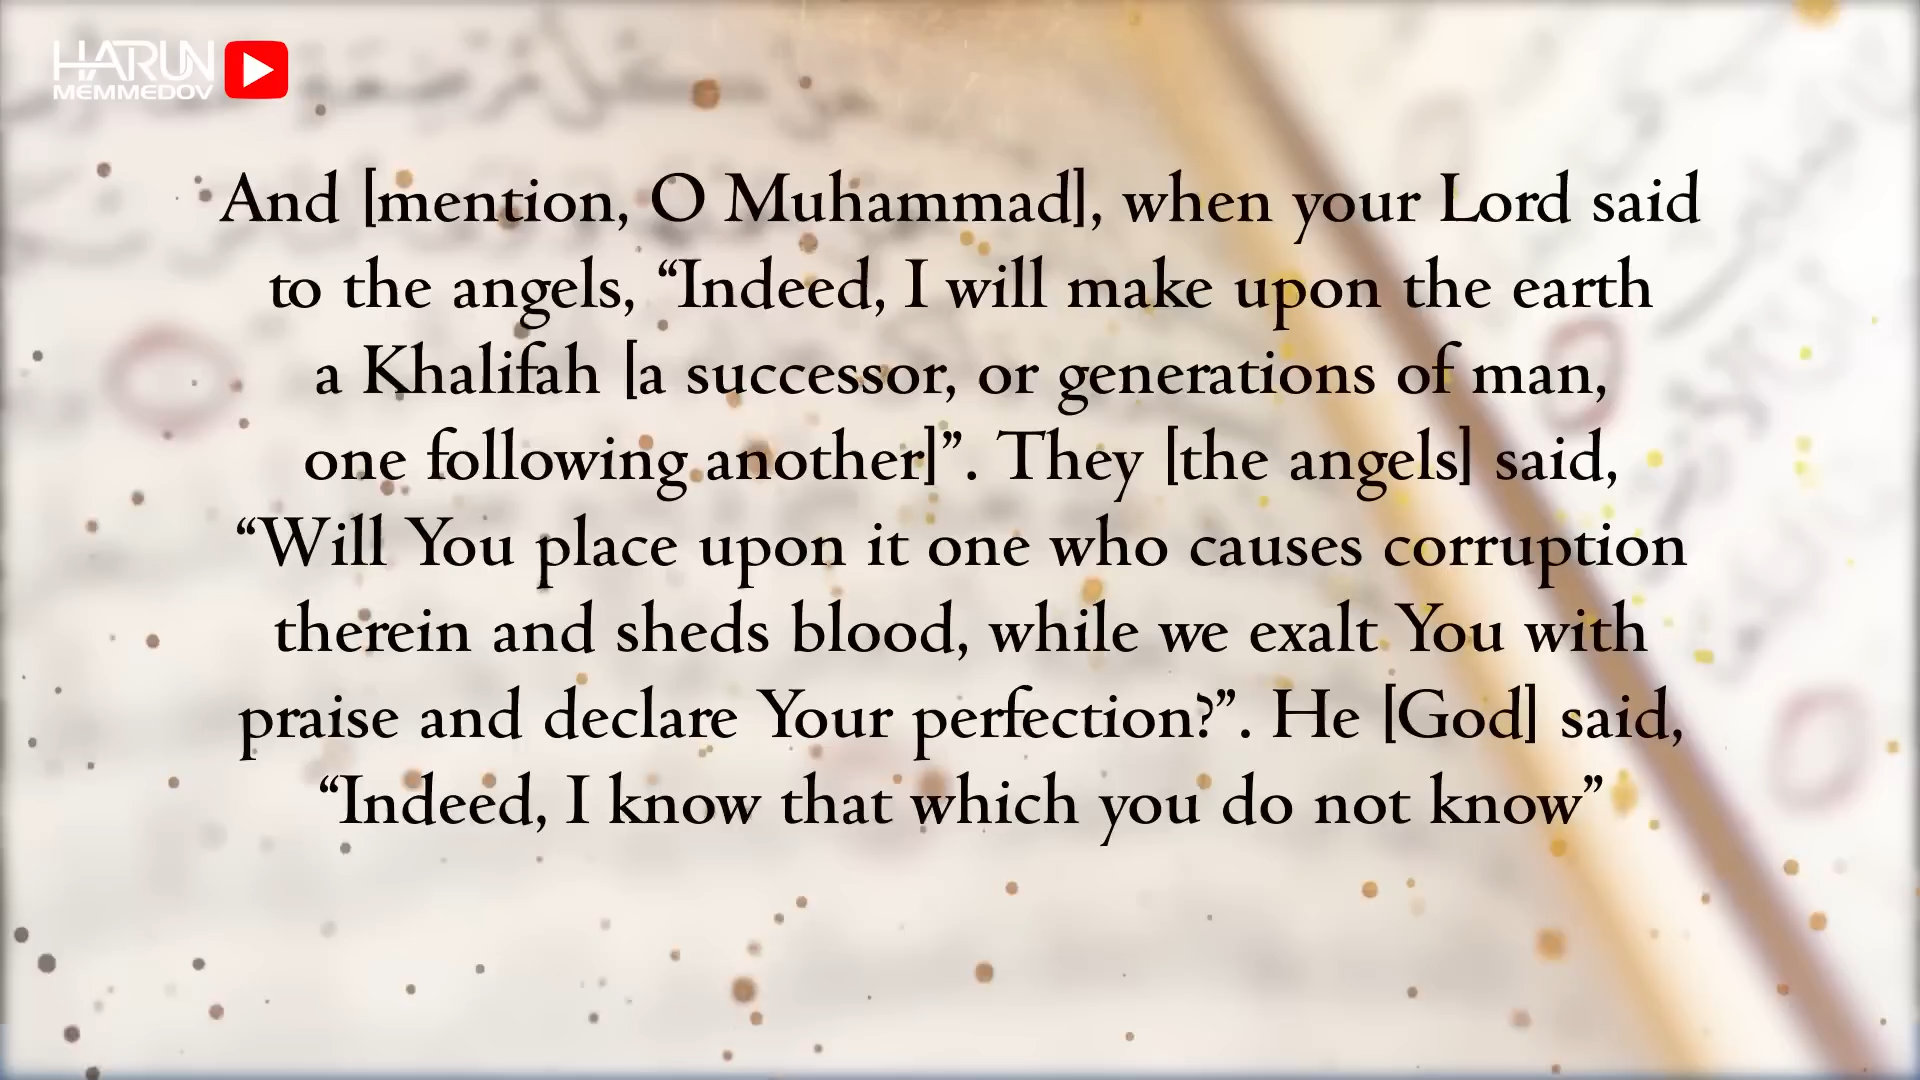 HARUN
MEMMEDOV
And [mention, O Muhammad], when your Lord said
to the angels, “Indeed, I will make upon the earth
a Khalifah [a successor, or generations of man,
one following another]”. They [the angels] said,
“Will You place upon it one who causes corruption
therein and sheds blood, while we exalt You with
praise and declare Your perfection?”. He [God] said,
“Indeed, I know that which you do not know”